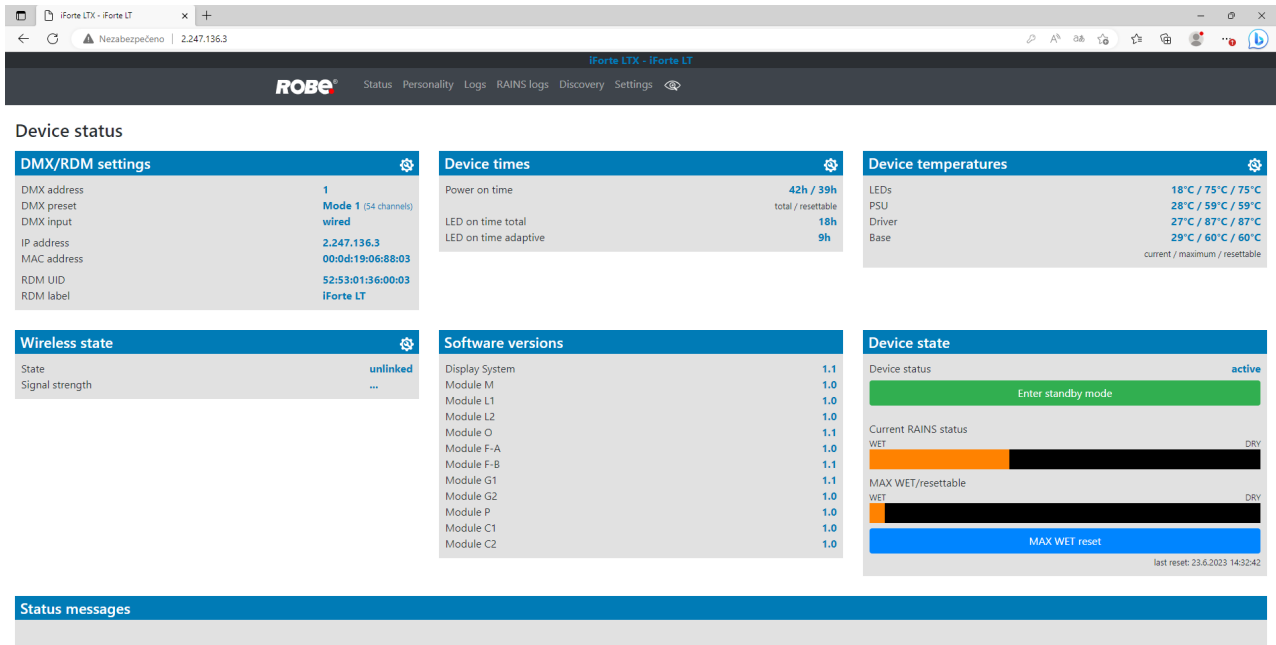 iForte LTX - iForte LT
Nezabezpečeno | 2.247.136.3
iForte LTX - iForte LT
ROBE® Status Personality Logs RAINS logs Discovery Settings
Device status
DMX/RDM settings
DMX address 1
DMX preset Mode 1 (54 channels)
DMX input wired
IP address 2.247.136.3
MAC address 00:0d:19:06:88:03
RDM UID 52:53:01:36:00:03
RDM label iForte LT
Device times
Power on time 42h / 39h
total / resettable
LED on time total 18h
LED on time adaptive 9h
Device temperatures
LEDs 18°C / 75°C / 75°C
PSU 28°C / 59°C / 59°C
Driver 27°C / 87°C / 87°C
Base 29°C / 60°C / 60°C
current / maximum / resettable
Wireless state
State unlinked
Signal strength ...
Software versions
Display System 1.1
Module M 1.0
Module L1 1.0
Module L2 1.0
Module O 1.1
Module F-A 1.0
Module F-B 1.1
Module G1 1.1
Module G2 1.0
Module P 1.0
Module C1 1.0
Module C2 1.0
Device state
Device status active
Enter standby mode
Current RAINS status
WET DRY
MAX WET/resettable
WET DRY
MAX WET reset
last reset: 23.6.2023 14:32:42
Status messages